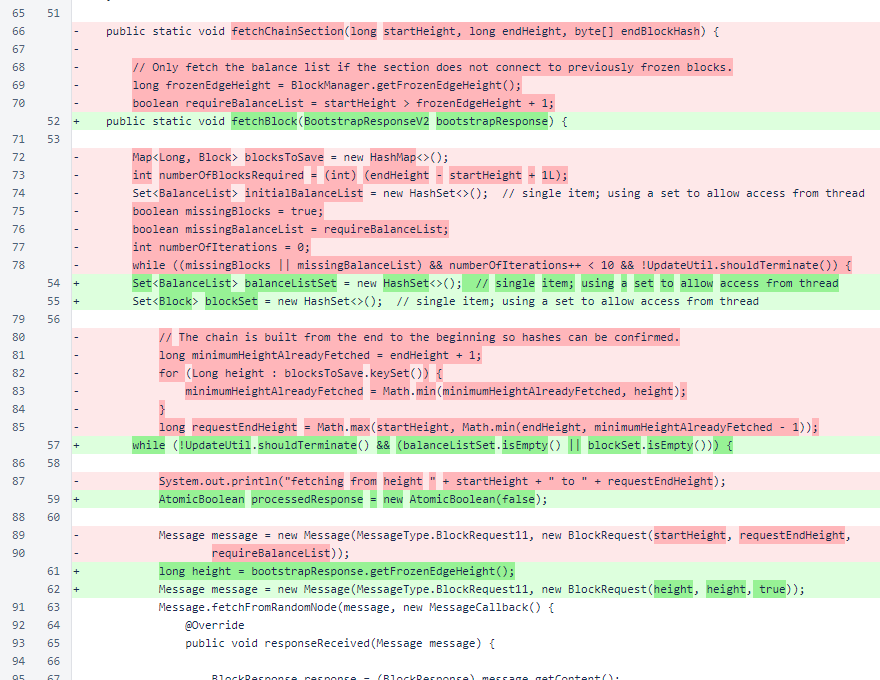 65 51
66 - public static void fetchChainSection(long startHeight, long endHeight, byte[] endBlockHash) {
67 -
68 - // Only fetch the balance list if the section does not connect to previously frozen blocks.
69 - long frozenEdgeHeight = BlockManager.getFrozenEdgeHeight();
70 - boolean requireBalanceList = startHeight > frozenEdgeHeight + 1;
52 + public static void fetchBlock(BootstrapResponseV2 bootstrapResponse) {
71 53
72 - Map<Long, Block> blocksToSave = new HashMap<>();
73 - int numberOfBlocksRequired = (int) (endHeight - startHeight + 1L);
74 - Set<BalanceList> initialBalanceList = new HashSet<>();  // single item; using a set to allow access from thread
75 - boolean missingBlocks = true;
76 - boolean missingBalanceList = requireBalanceList;
77 - int numberOfIterations = 0;
78 - while ((missingBlocks || missingBalanceList) && numberOfIterations++ < 10 && !UpdateUtil.shouldTerminate()) {
54 + Set<BalanceList> balanceListSet = new HashSet<>();  // single item; using a set to allow access from thread
55 + Set<Block> blockSet = new HashSet<>();  // single item; using a set to allow access from thread
79 56
80 - // The chain is built from the end to the beginning so hashes can be confirmed.
81 - long minimumHeightAlreadyFetched = endHeight + 1;
82 - for (Long height : blocksToSave.keySet()) {
83 - minimumHeightAlreadyFetched = Math.min(minimumHeightAlreadyFetched, height);
84 - }
85 - long requestEndHeight = Math.max(startHeight, Math.min(endHeight, minimumHeightAlreadyFetched - 1));
57 + while (!UpdateUtil.shouldTerminate() && (balanceListSet.isEmpty() || blockSet.isEmpty())) {
86 58
87 - System.out.println("fetching from height " + startHeight + " to " + requestEndHeight);
59 + AtomicBoolean processedResponse = new AtomicBoolean(false);
88 60
89 - Message message = new Message(MessageType.BlockRequest11, new BlockRequest(startHeight, requestEndHeight,
90 - requireBalanceList));
61 + long height = bootstrapResponse.getFrozenEdgeHeight();
62 + Message message = new Message(MessageType.BlockRequest11, new BlockRequest(height, height, true));
91 63 Message.fetchFromRandomNode(message, new MessageCallback() {
92 64 @Override
93 65 public void responseReceived(Message message) {
94 66
95 67 BlockResponse response = (BlockResponse) message.getContent();